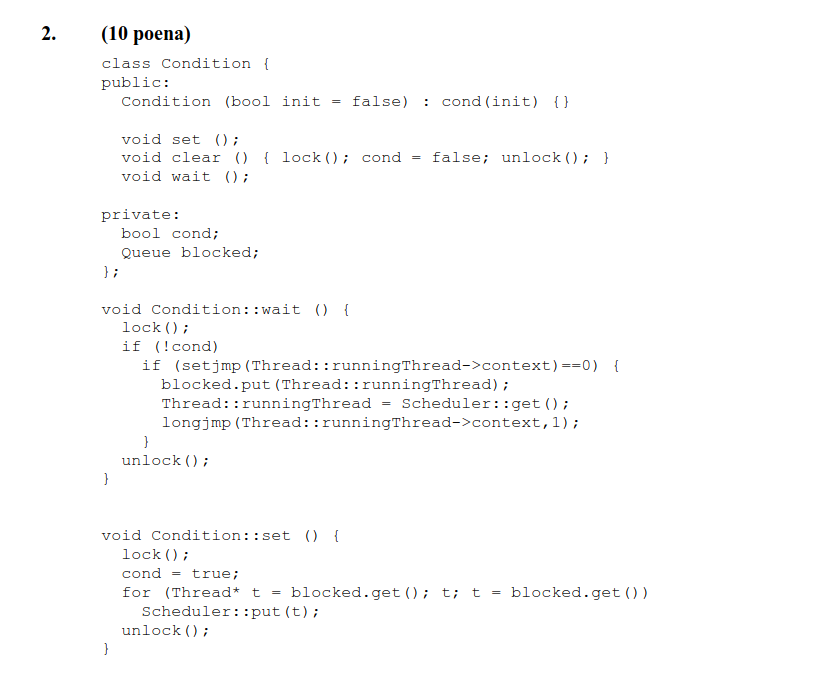 2. (10 poena)
class Condition {
public:
  Condition (bool init = false) : cond(init) {}

  void set ();
  void clear () { lock(); cond = false; unlock(); }
  void wait ();

private:
  bool cond;
  Queue blocked;
};

void Condition::wait () {
  lock();
  if (!cond)
    if (setjmp(Thread::runningThread->context)==0) {
      blocked.put(Thread::runningThread);
      Thread::runningThread = Scheduler::get();
      longjmp(Thread::runningThread->context,1);
    }
  unlock();
}

void Condition::set () {
  lock();
  cond = true;
  for (Thread* t = blocked.get(); t; t = blocked.get())
    Scheduler::put(t);
  unlock();
}